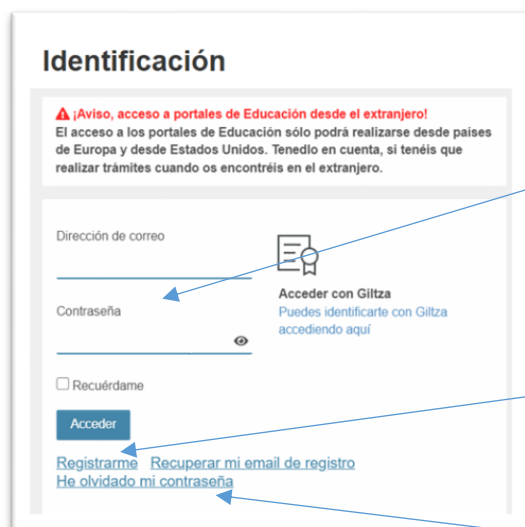 Identificación
¡Aviso, acceso a portales de Educación desde el extranjero!
El acceso a los portales de Educación sólo podrá realizarse desde países
de Europa y desde Estados Unidos. Tenedlo en cuenta, si tenéis que
realizar trámites cuando os encontréis en el extranjero.
Dirección de correo
Contraseña
Recuérdame
Acceder
Registrarme Recuperar mi email de registro
He olvidado mi contraseña
Acceder con Giltza
Puedes identificarte con Giltza
accediendo aquí